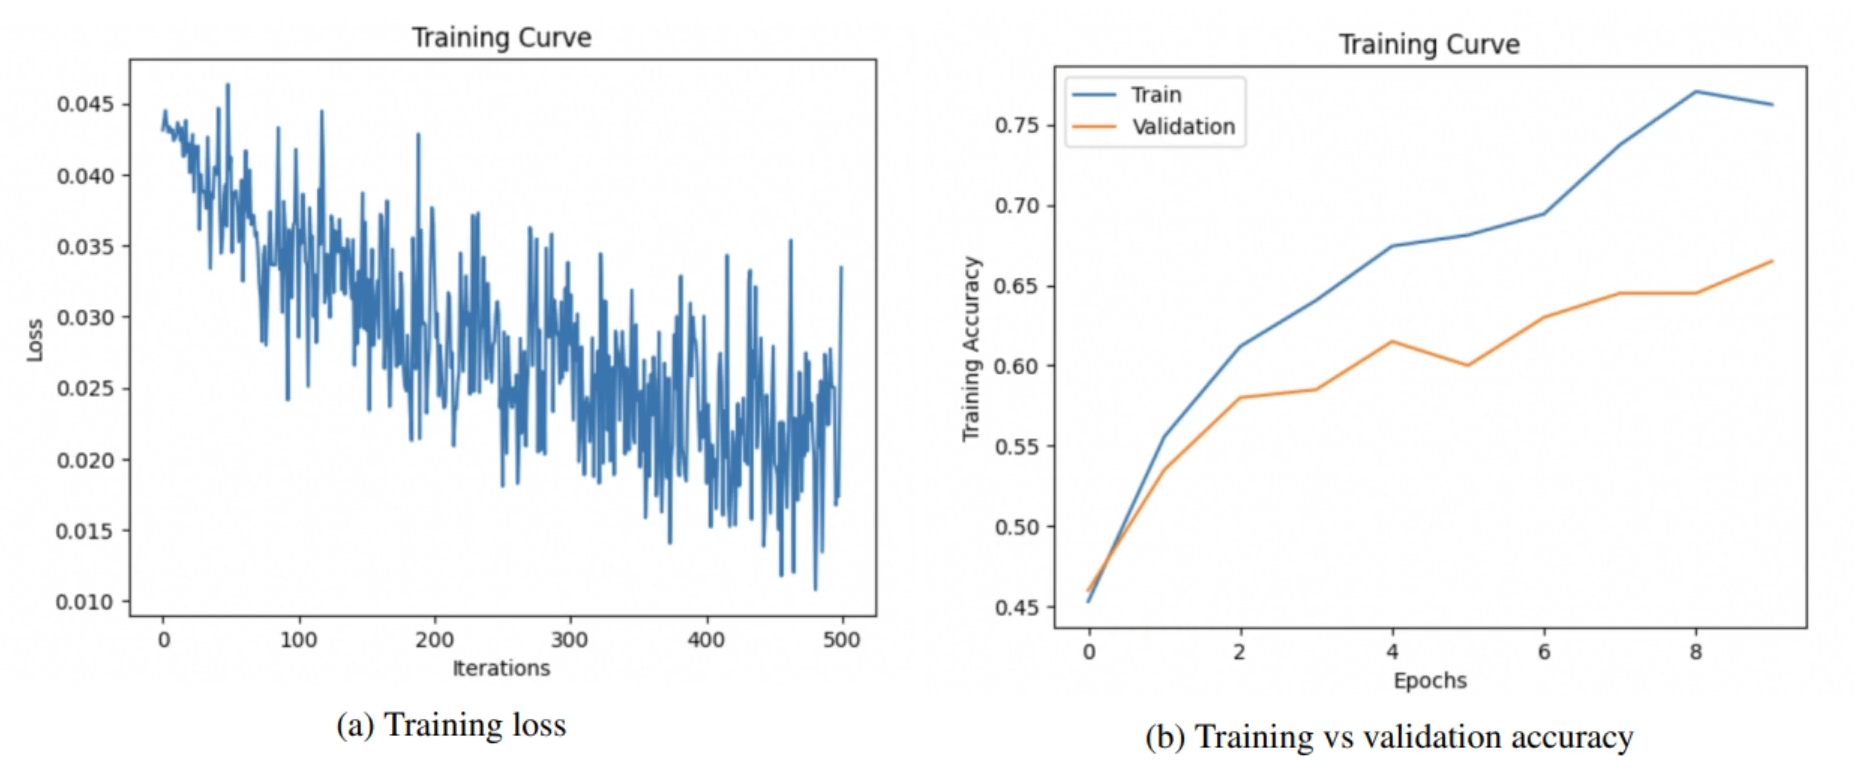 Training Curve
0.045
0.040
0.035
0.030
0.025
0.020
0.015
0.010
Loss
0 100 200 300 400 500
Iterations
(a) Training loss
Training Curve
Train
Validation
0.75
0.70
0.65
0.60
0.55
0.50
0.45
Training Accuracy
0 2 4 6 8
Epochs
(b) Training vs validation accuracy